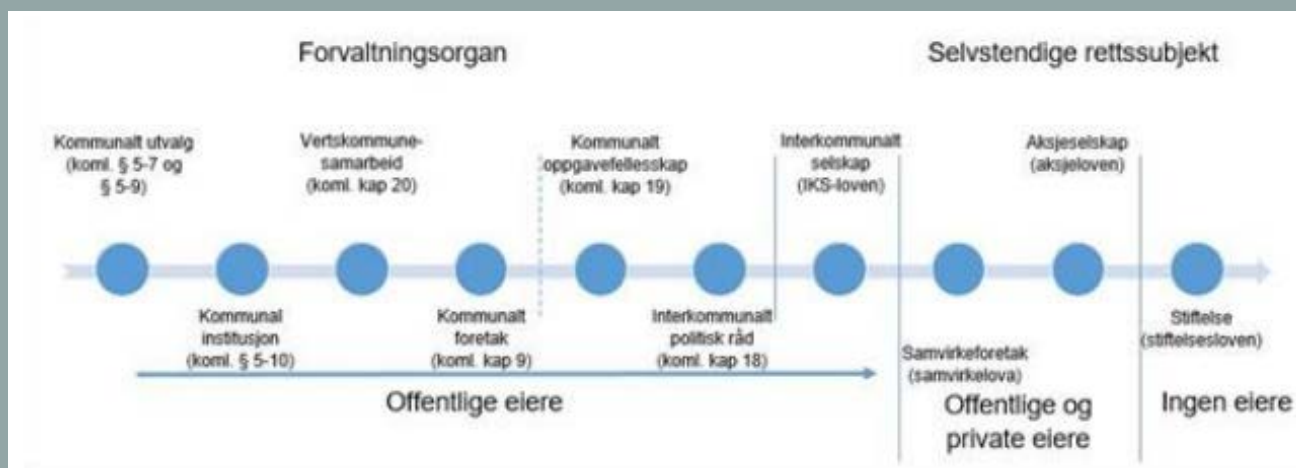 Forvaltningsorgan
Selvstendige rettssubjekt
Kommunalt utvalg
(koml. § 5-7 og
§ 5-9)
Vertskommune-
samarbeid
(koml. kap 20)
Kommunalt
oppgavefellesskap
(koml. kap 19)
Interkommunalt
selskap
(IKS-loven)
Aksjeselskap
(aksjeloven)
Kommunal
institusjon
(koml. § 5-10)
Kommunalt
foretak
(koml. kap 9)
Interkommunalt
politisk råd
(koml. kap 18)
Samvirkeforetak
(samvirkelova)
Stiftelse
(stiftelsesloven)
Offentlige eiere
Offentlige og
private eiere
Ingen eiere